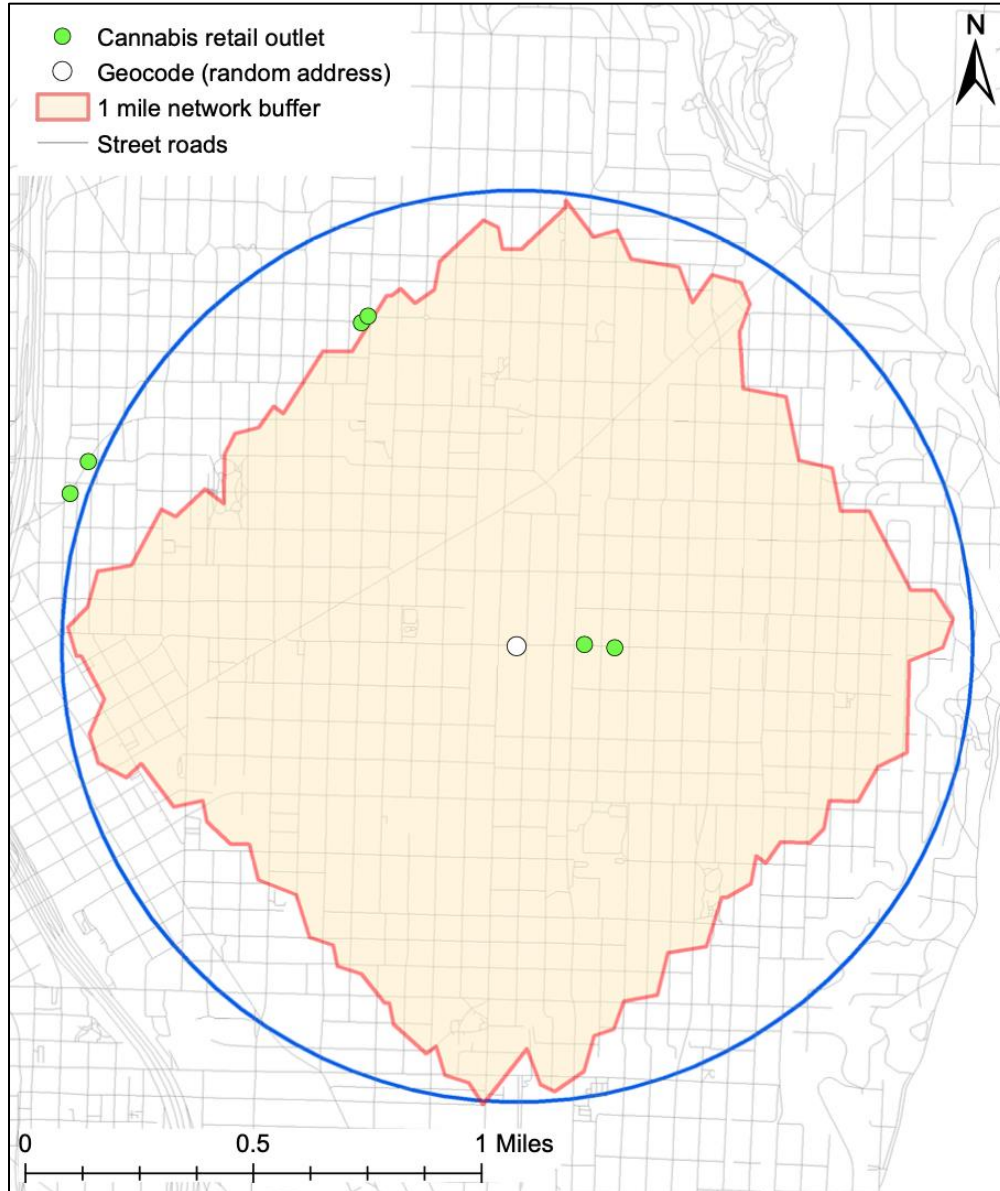 Cannabis retail outlet
Geocode (random address)
1 mile network buffer
Street roads
N
0 0.5 1 Miles